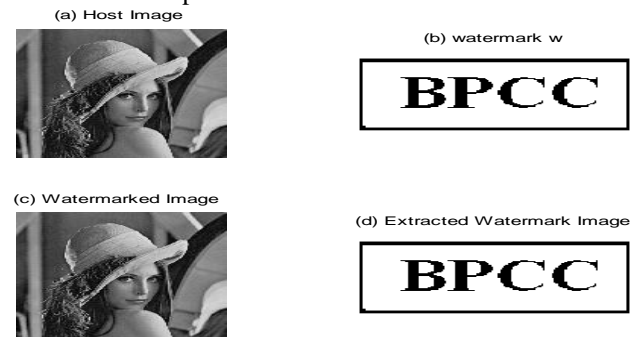 (a) Host Image
(b) watermark w
BPCC
(c) Watermarked Image
(d) Extracted Watermark Image
BPCC